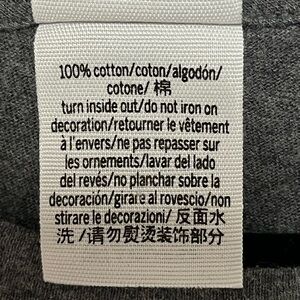 100% cotton/coton/algodón/
cotone/ 棉
turn inside out/do not iron on
decoration/retourner le vêtement
à l'envers/ne pas repasser sur
les ornements/lavar del lado
del revés/no planchar sobre la
decoración/girare al rovescio/non
stirare le decorazioni/ 反面水
洗 /请勿熨烫装饰部分